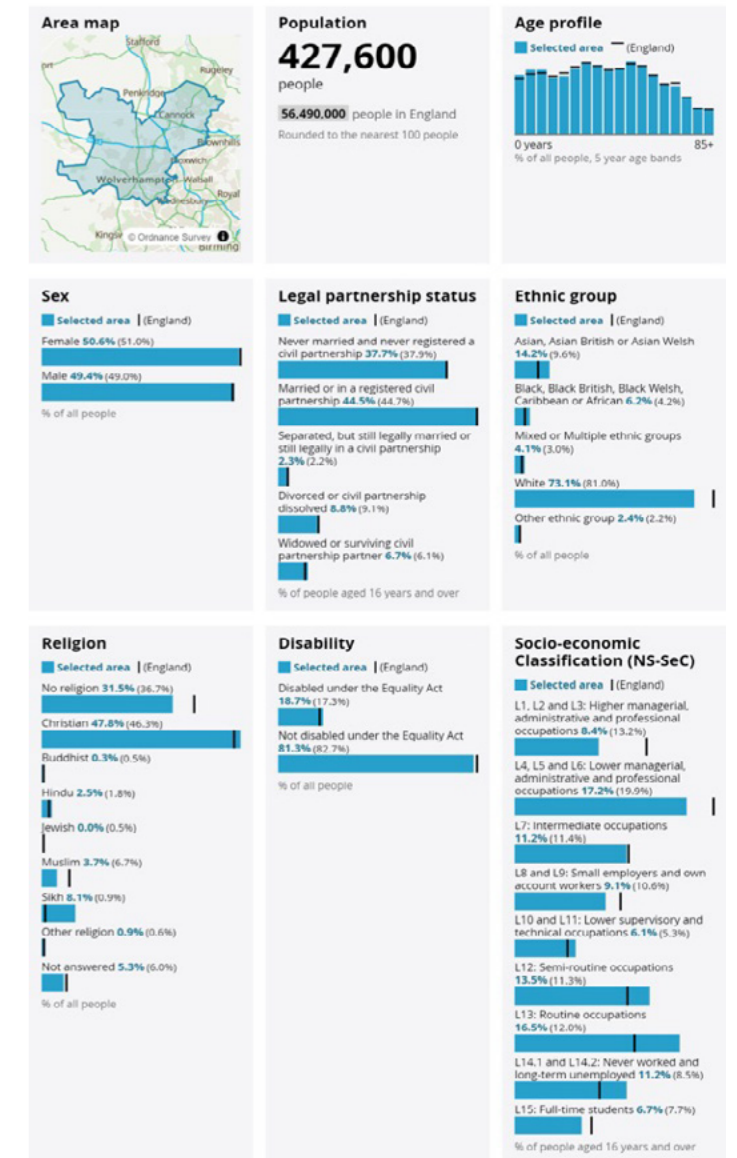 Area map
Stafford
Rugeley
Penkridge
Cannock
Brownhills
Bloxwich
Wolverhampton
Walsall
Wednesbury
Royal
© Ordnance Survey
Population
427,600
people
56,490,000 people in England
Rounded to the nearest 100 people
Age profile
Selected area (England)
0 years 85+
% of all people, 5 year age bands
Sex
Selected area (England)
Female 50.6% (51.0%)
Male 49.4% (49.0%)
% of all people
Legal partnership status
Selected area (England)
Never married and never registered a
civil partnership 37.7% (37.9%)
Married or in a registered civil
partnership 44.5% (44.7%)
Separated, but still legally married or
still legally in a civil partnership
2.3% (2.2%)
Divorced or civil partnership
dissolved 8.8% (9.1%)
Widowed or surviving civil
partnership partner 6.7% (6.1%)
% of people aged 16 years and over
Ethnic group
Selected area (England)
Asian, Asian British or Asian Welsh
14.2% (9.6%)
Black, Black British, Black Welsh,
Caribbean or African 6.2% (4.2%)
Mixed or Multiple ethnic groups
4.1% (3.0%)
White 73.1% (81.0%)
Other ethnic group 2.4% (2.2%)
% of all people
Religion
Selected area (England)
No religion 31.5% (36.7%)
Christian 47.8% (46.3%)
Buddhist 0.3% (0.5%)
Hindu 2.5% (1.8%)
Jewish 0.0% (0.5%)
Muslim 3.7% (6.7%)
Sikh 8.1% (0.9%)
Other religion 0.9% (0.6%)
Not answered 5.3% (6.0%)
% of all people
Disability
Selected area (England)
Disabled under the Equality Act
18.7% (17.3%)
Not disabled under the Equality Act
81.3% (82.7%)
% of all people
Socio-economic
Classification (NS-SeC)
Selected area (England)
L1, L2 and L3: Higher managerial,
administrative and professional
occupations 8.4% (13.2%)
L4, L5 and L6: Lower managerial,
administrative and professional
occupations 17.2% (19.9%)
L7: Intermediate occupations
11.2% (11.4%)
L8 and L9: Small employers and own
account workers 9.1% (10.6%)
L10 and L11: Lower supervisory and
technical occupations 6.1% (5.3%)
L12: Semi-routine occupations
13.5% (11.3%)
L13: Routine occupations
16.5% (12.0%)
L14.1 and L14.2: Never worked and
long-term unemployed 11.2% (8.5%)
L15: Full-time students 6.7% (7.7%)
% of people aged 16 years and over